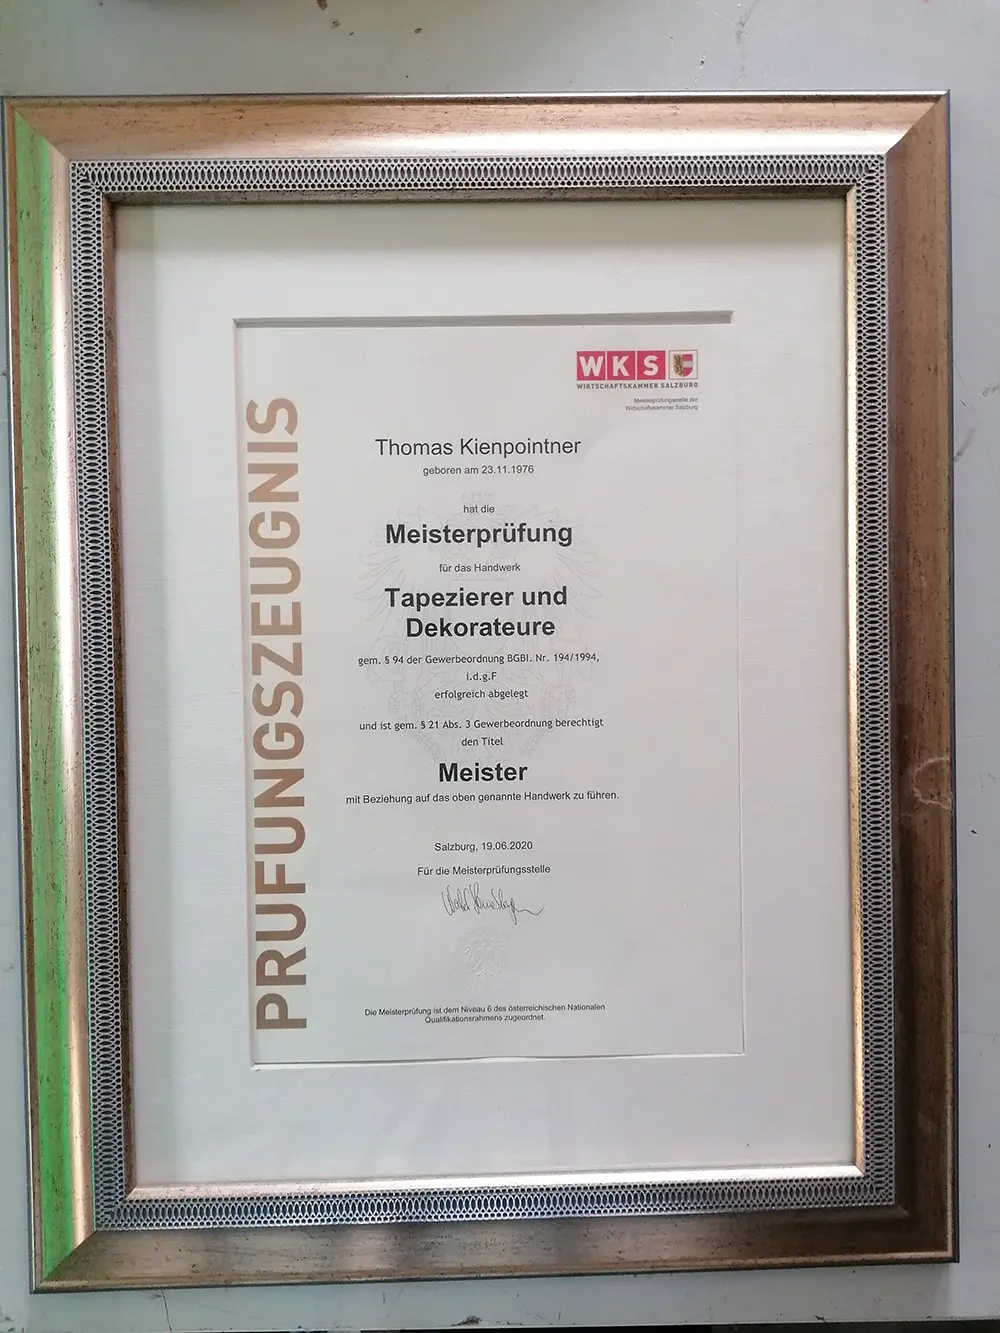 PRÜFUNGSZEUGNIS
WKS
WIRTSCHAFTSKAMMER SALZBURG
Meisterprüfungsstelle der
Wirtschaftskammer Salzburg
Thomas Kienpointner
geboren am 23.11.1976
hat die
Meisterprüfung
für das Handwerk
Tapezierer und
Dekorateure
gem. § 94 der Gewerbeordnung BGBl. Nr. 194/1994,
i.d.g.F
erfolgreich abgelegt
und ist gem. § 21 Abs. 3 Gewerbeordnung berechtigt
den Titel
Meister
mit Beziehung auf das oben genannte Handwerk zu führen.
Salzburg, 19.06.2020
Für die Meisterprüfungsstelle
Die Meisterprüfung ist dem Niveau 6 des österreichischen Nationalen
Qualifikationsrahmens zugeordnet.